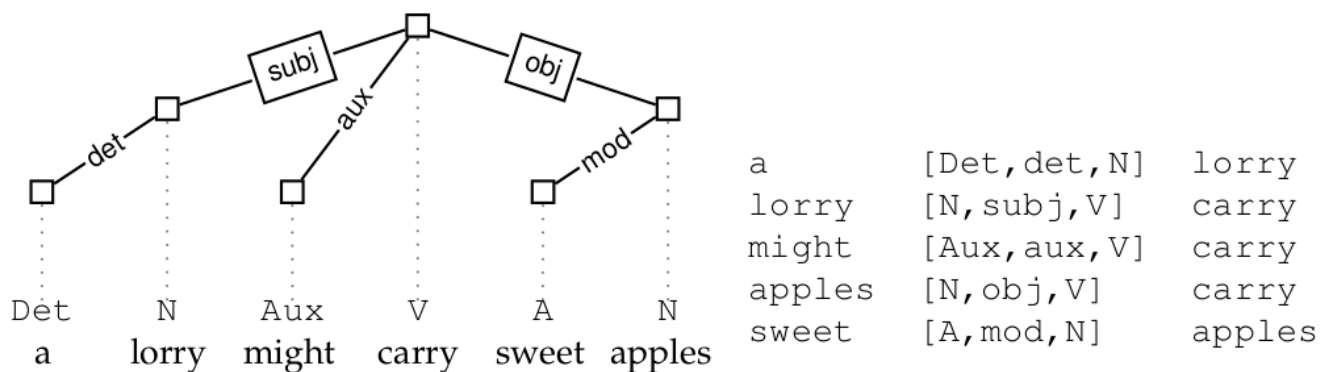 subj
obj
aux
det
mod
Det N Aux V A N
a lorry might carry sweet apples
a [Det,det,N] lorry
lorry [N,subj,V] carry
might [Aux,aux,V] carry
apples [N,obj,V] carry
sweet [A,mod,N] apples